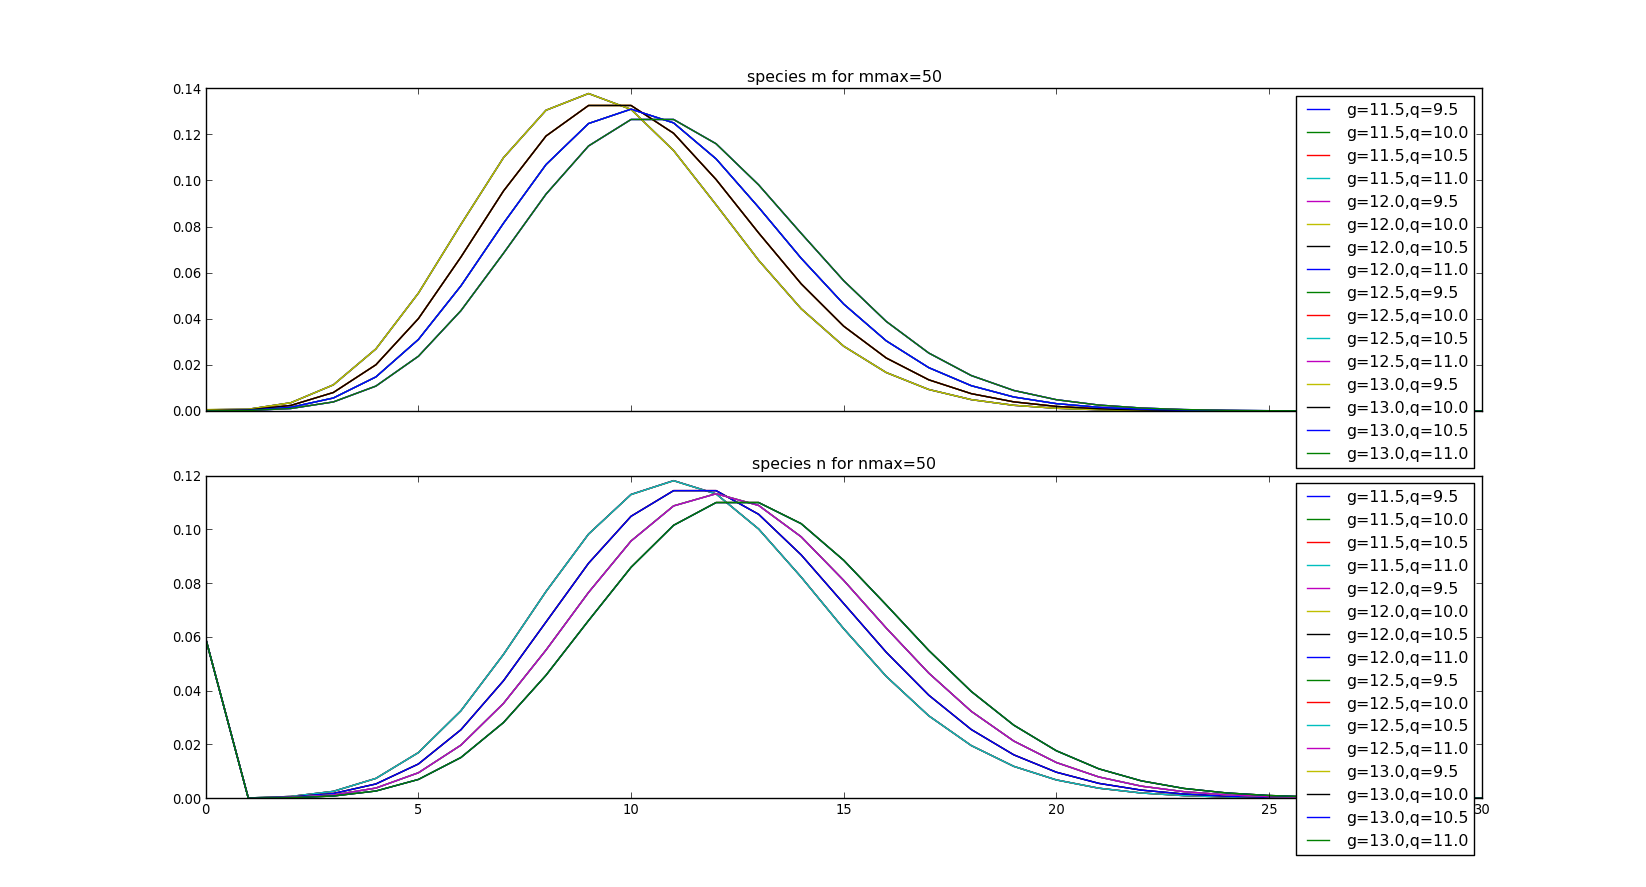 species m for mmax=50
0.14
0.12
0.10
0.08
0.06
0.04
0.02
0.00
g=11.5,q=9.5
g=11.5,q=10.0
g=11.5,q=10.5
g=11.5,q=11.0
g=12.0,q=9.5
g=12.0,q=10.0
g=12.0,q=10.5
g=12.0,q=11.0
g=12.5,q=9.5
g=12.5,q=10.0
g=12.5,q=10.5
g=12.5,q=11.0
g=13.0,q=9.5
g=13.0,q=10.0
g=13.0,q=10.5
g=13.0,q=11.0
species n for nmax=50
0.12
0.10
0.08
0.06
0.04
0.02
0.00
g=11.5,q=9.5
g=11.5,q=10.0
g=11.5,q=10.5
g=11.5,q=11.0
g=12.0,q=9.5
g=12.0,q=10.0
g=12.0,q=10.5
g=12.0,q=11.0
g=12.5,q=9.5
g=12.5,q=10.0
g=12.5,q=10.5
g=12.5,q=11.0
g=13.0,q=9.5
g=13.0,q=10.0
g=13.0,q=10.5
g=13.0,q=11.0
0 5 10 15 20 25 30